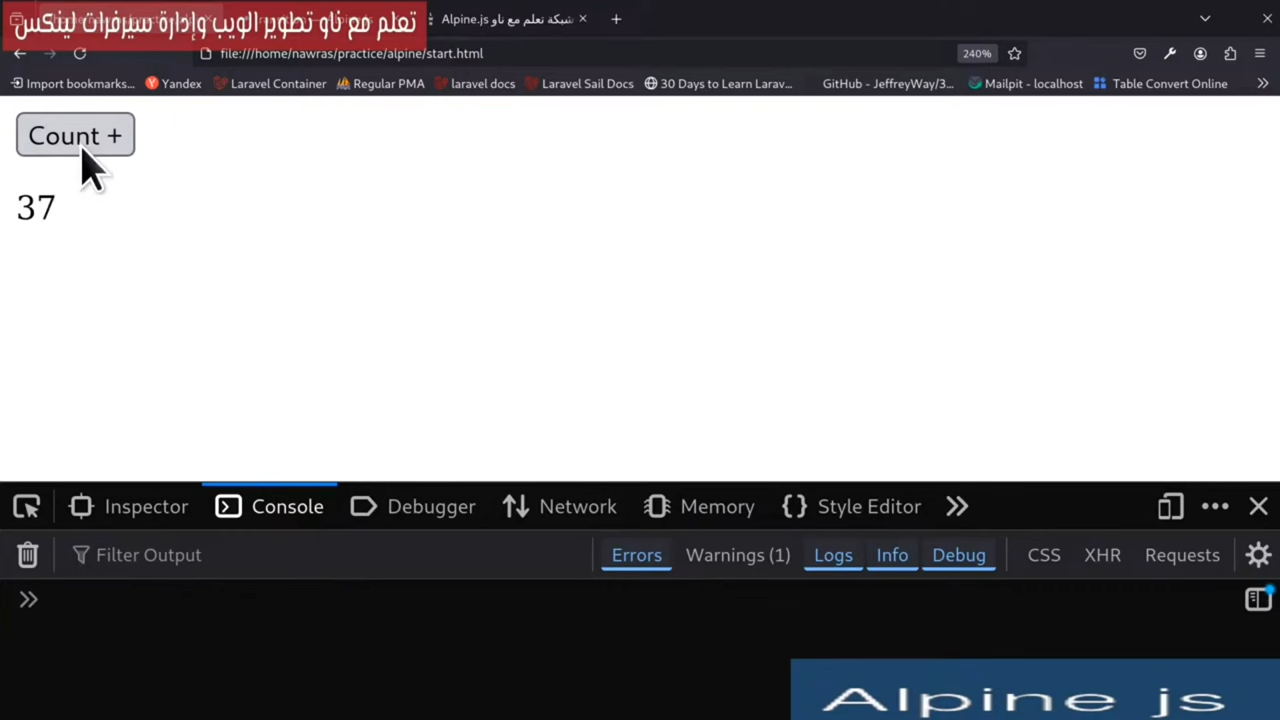 تعلم مع ناو تطوير الويب وإدارة سيرفرات لينكس
Alpine.js شبكة تعلم مع ناو
file:///home/nawras/practice/alpine/start.html
240%
Import bookmarks...
Yandex
Laravel Container
Regular PMA
laravel docs
Laravel Sail Docs
30 Days to Learn Larav...
GitHub - JeffreyWay/3...
Mailpit - localhost
Table Convert Online
Count +
37
Inspector
Console
Debugger
Network
Memory
Style Editor
Filter Output
Errors
Warnings (1)
Logs
Info
Debug
CSS
XHR
Requests
Alpine js